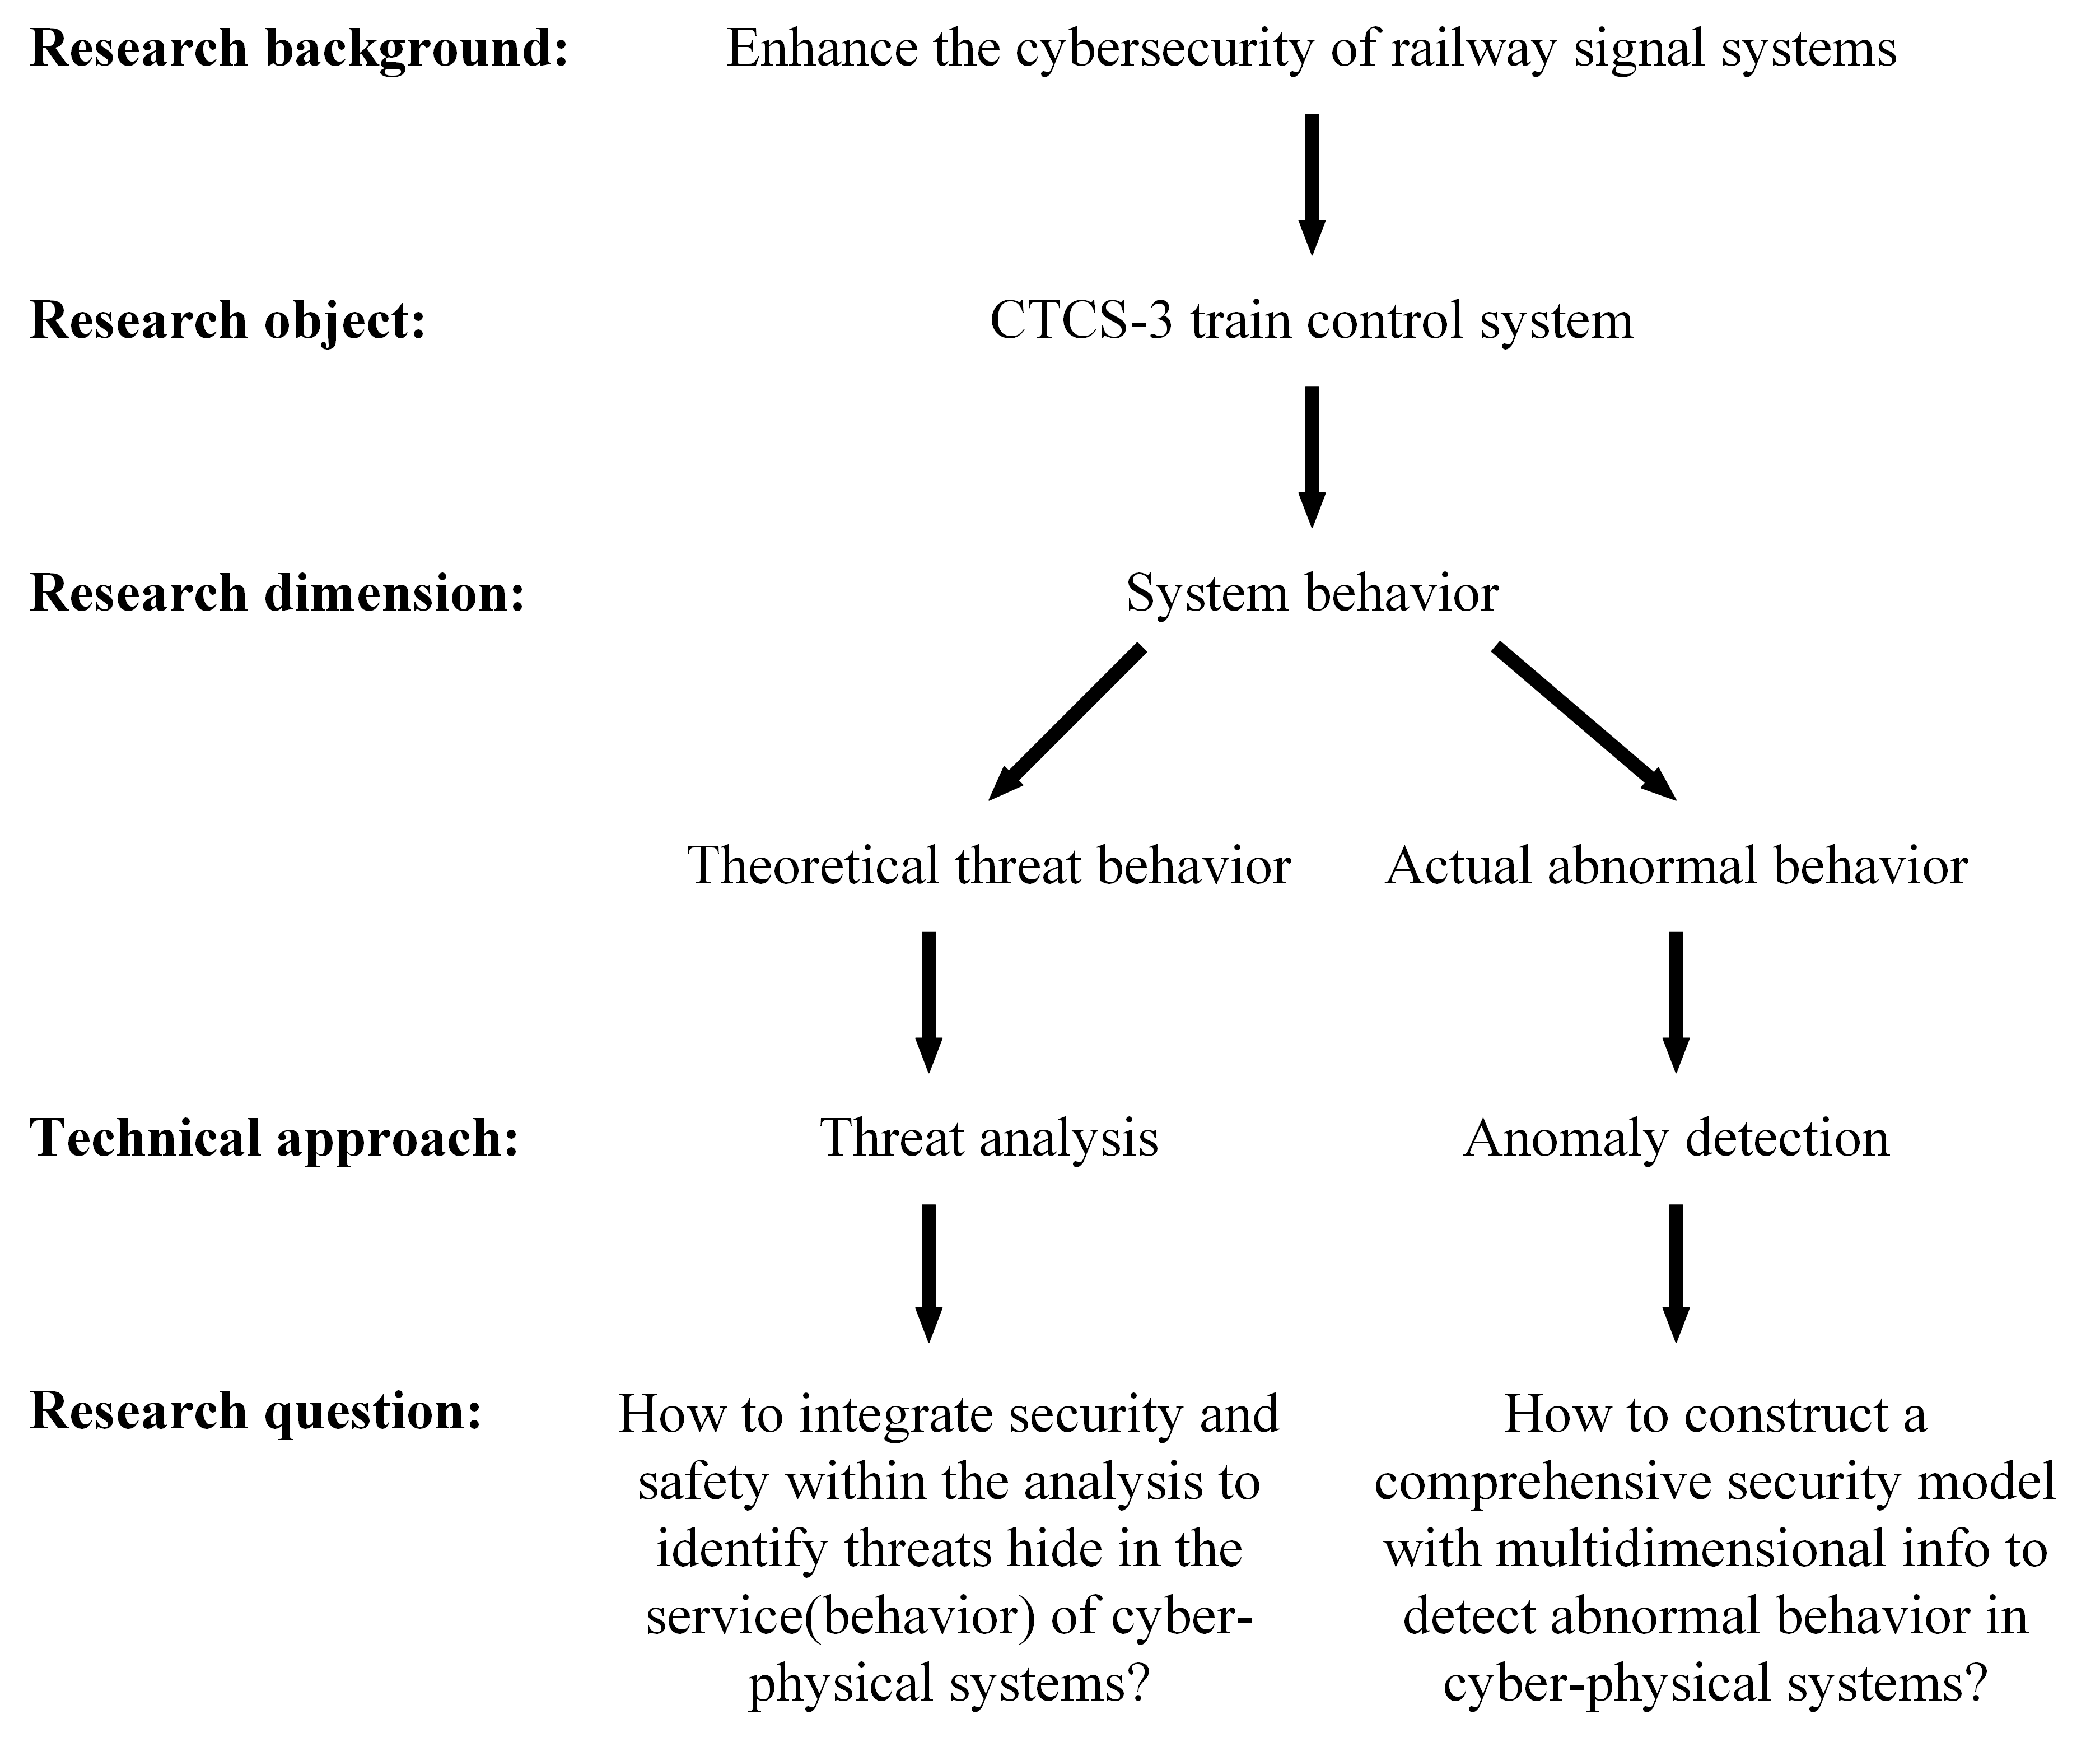 Research background:
Enhance the cybersecurity of railway signal systems
Research object:
CTCS-3 train control system
Research dimension:
System behavior
Theoretical threat behavior
Actual abnormal behavior
Technical approach:
Threat analysis
Anomaly detection
Research question:
How to integrate security and
safety within the analysis to
identify threats hide in the
service(behavior) of cyber-
physical systems?
How to construct a
comprehensive security model
with multidimensional info to
detect abnormal behavior in
cyber-physical systems?